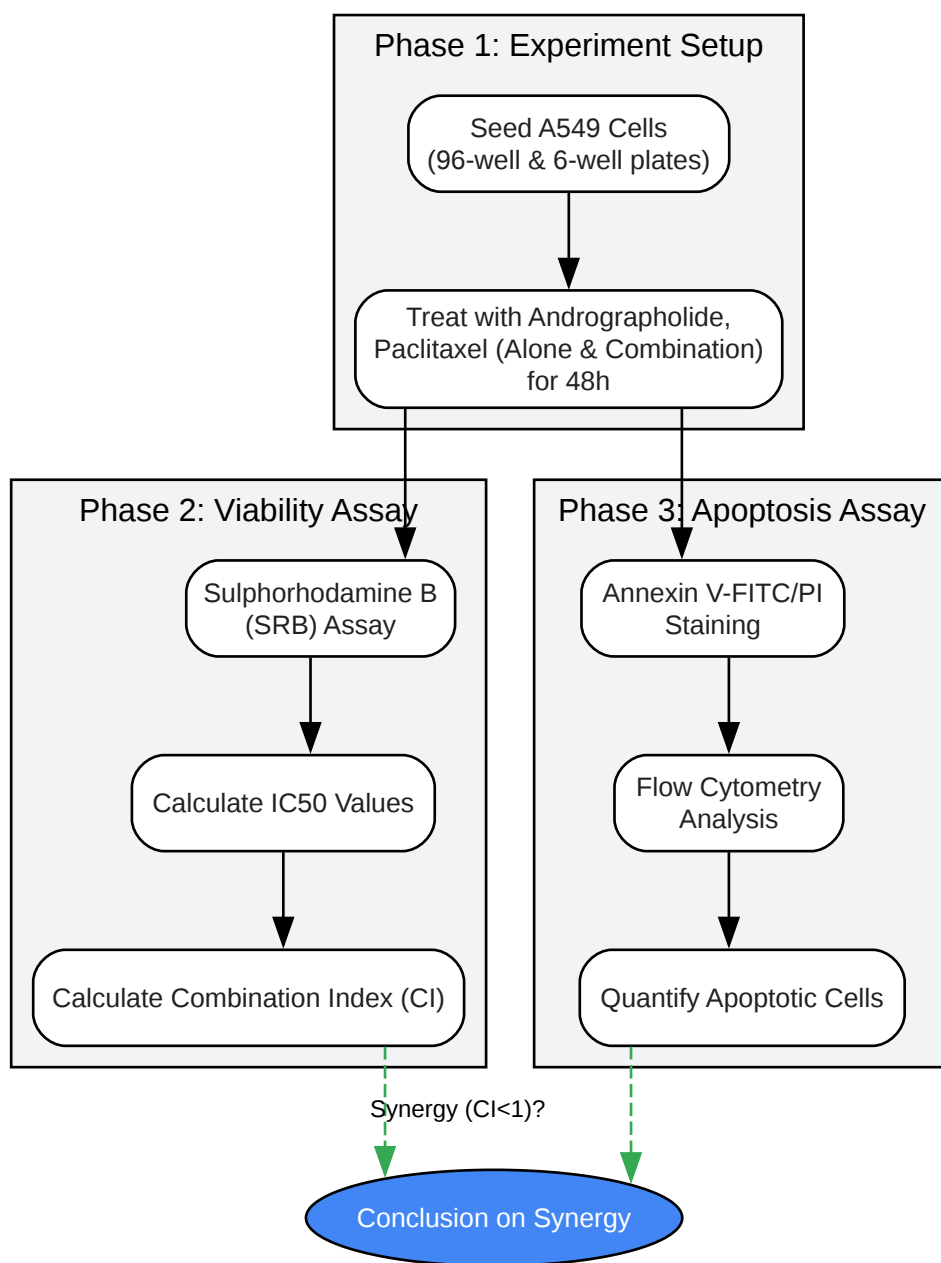 Phase 1: Experiment Setup
Seed A549 Cells
(96-well & 6-well plates)
Treat with Andrographolide,
Paclitaxel (Alone & Combination)
for 48h
Phase 2: Viability Assay
Sulphorhodamine B
(SRB) Assay
Calculate IC50 Values
Calculate Combination Index (CI)
Phase 3: Apoptosis Assay
Annexin V-FITC/PI
Staining
Flow Cytometry
Analysis
Quantify Apoptotic Cells
Synergy (CI<1)?
Conclusion on Synergy